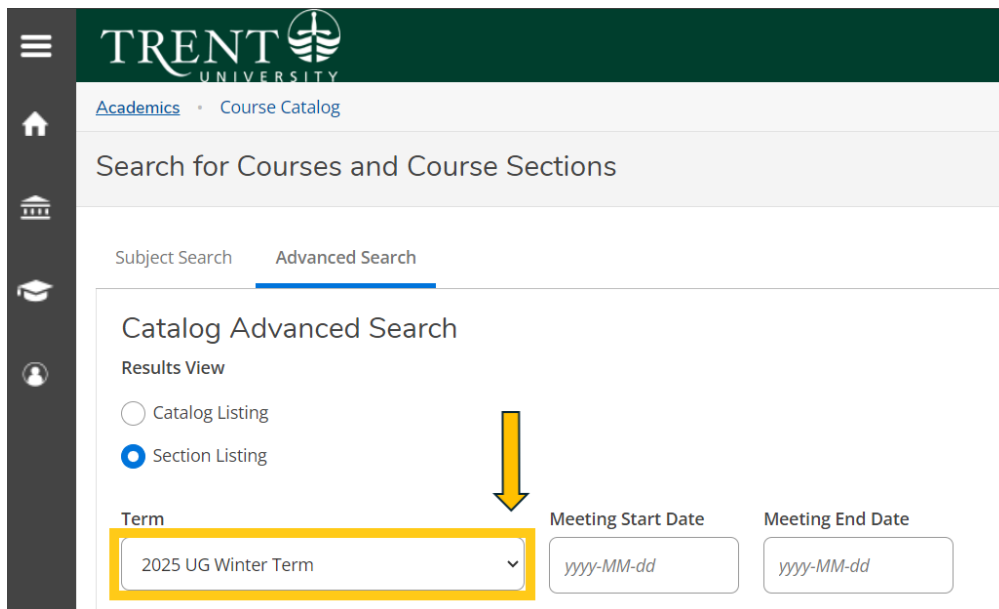 TRENT
UNIVERSITY
Academics • Course Catalog
Search for Courses and Course Sections
Subject Search Advanced Search
Catalog Advanced Search
Results View
Catalog Listing
Section Listing
Term Meeting Start Date Meeting End Date
2025 UG Winter Term yyyy-MM-dd yyyy-MM-dd